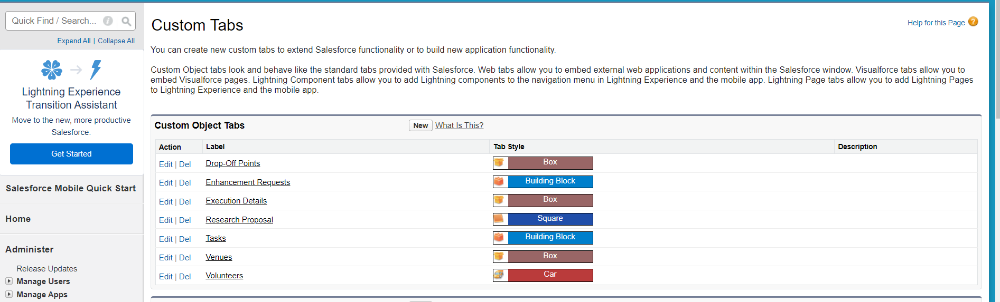 Quick Find / Search...
Expand All | Collapse All
Lightning Experience
Transition Assistant
Move to the new, more productive
Salesforce.
Get Started
Salesforce Mobile Quick Start
Home
Administer
Release Updates
Manage Users
Manage Apps
Custom Tabs
Help for this Page ?
You can create new custom tabs to extend Salesforce functionality or to build new application functionality.
Custom Object tabs look and behave like the standard tabs provided with Salesforce. Web tabs allow you to embed external web applications and content within the Salesforce window. Visualforce tabs allow you to
embed Visualforce pages. Lightning Component tabs allow you to add Lightning components to the navigation menu in Lightning Experience and the mobile app. Lightning Page tabs allow you to add Lightning Pages
to Lightning Experience and the mobile app.
Custom Object Tabs New What Is This?
Action Label Tab Style Description
Edit | Del Drop-Off Points Box
Edit | Del Enhancement Requests Building Block
Edit | Del Execution Details Box
Edit | Del Research Proposal Square
Edit | Del Tasks Building Block
Edit | Del Venues Box
Edit | Del Volunteers Car